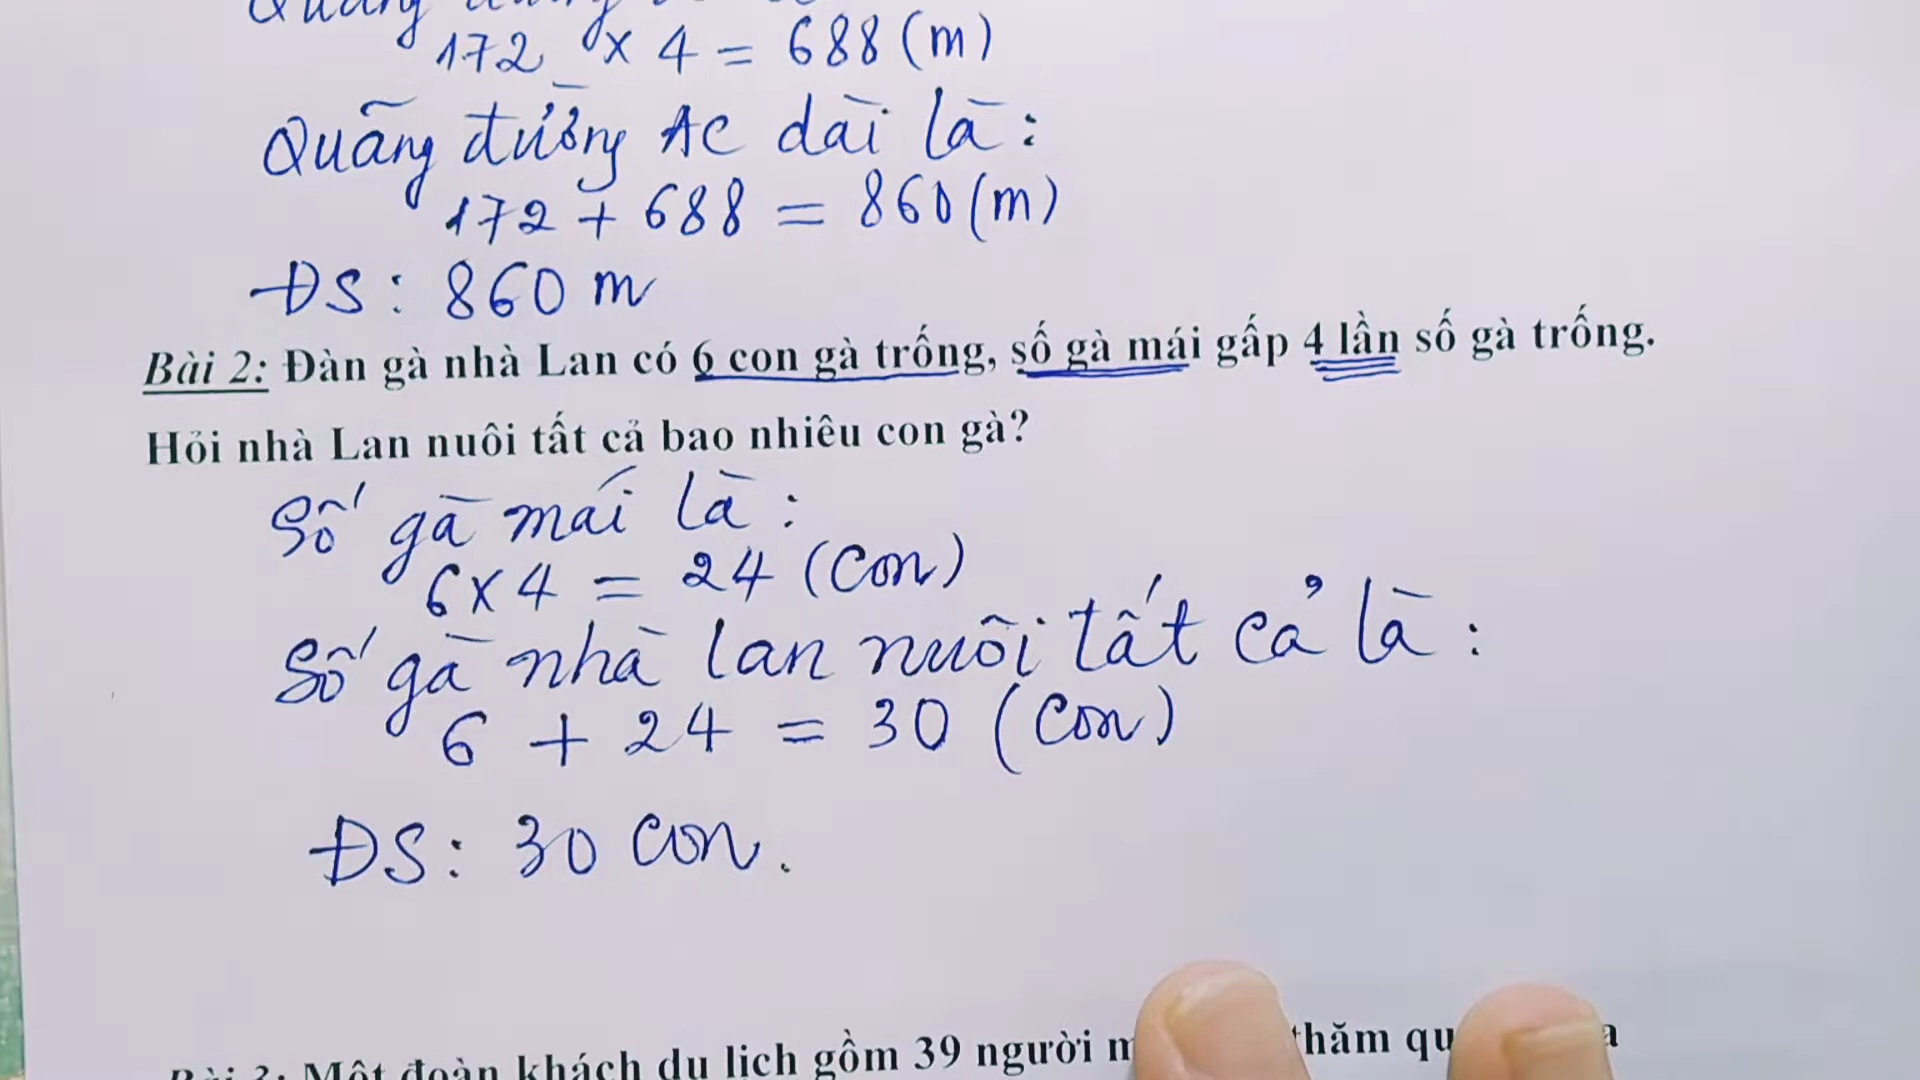 172 x 4 = 688 (m)
Quãng đường AC dài là:
172 + 688 = 860 (m)
ĐS: 860 m
Bài 2: Đàn gà nhà Lan có 6 con gà trống, số gà mái gấp 4 lần số gà trống.
Hỏi nhà Lan nuôi tất cả bao nhiêu con gà?
Số gà mái là:
6 x 4 = 24 (con)
Số gà nhà lan nuôi tất cả là:
6 + 24 = 30 (con)
ĐS: 30 con.
Bài 3: Một đoàn khách du lịch gồm 39 người thăm